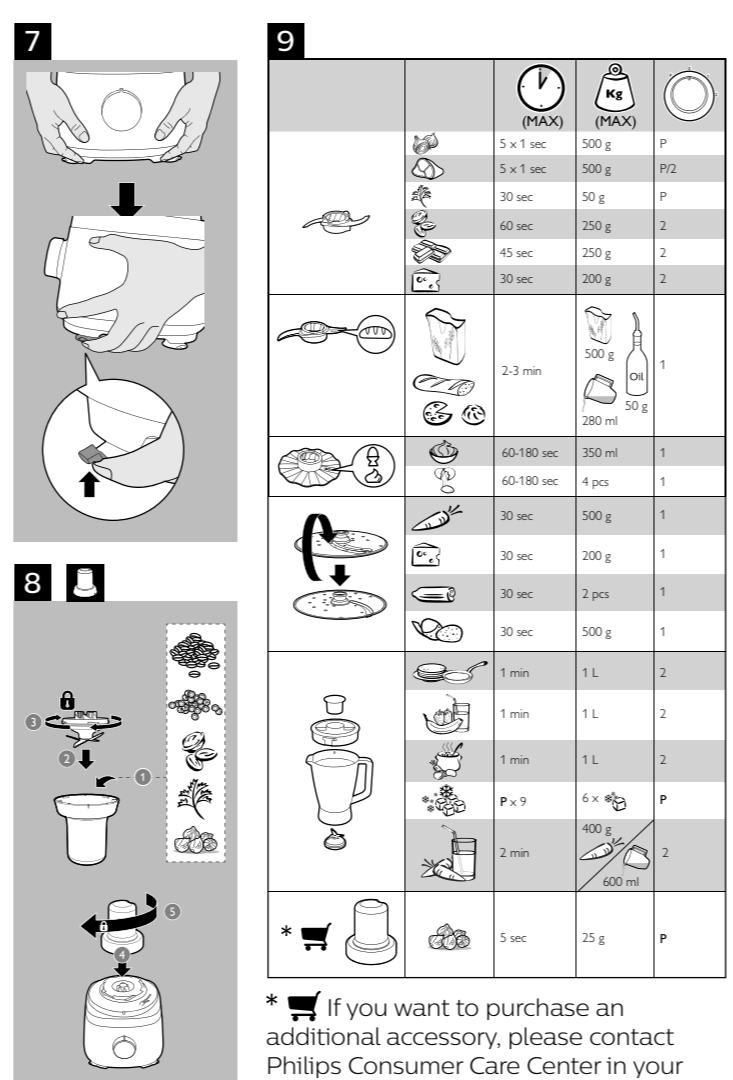 7
9
Kg
(MAX) (MAX)
5 x 1 sec 500 g P
5 x 1 sec 500 g P/2
30 sec 50 g P
60 sec 250 g 2
45 sec 250 g 2
30 sec 200 g 2
2-3 min 500 g Oil 50 g 280 ml 1
60-180 sec 350 ml 1
60-180 sec 4 pcs 1
30 sec 500 g 1
30 sec 200 g 1
30 sec 2 pcs 1
30 sec 500 g 1
1 min 1 L 2
1 min 1 L 2
1 min 1 L 2
P x 9 6 x P
2 min 400 g 600 ml 2
* 5 sec 25 g P
8
3
2
1
5
4
* If you want to purchase an
additional accessory, please contact
Philips Consumer Care Center in your